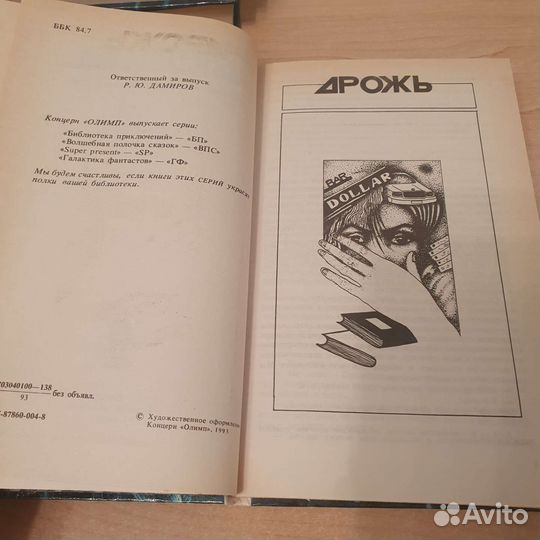 ББК 84.7
Ответственный за выпуск
Р. Ю. ДАМИРОВ
Концерн «ОЛИМП» выпускает серии:
«Библиотека приключений» — «БП»
«Волшебная полочка сказок» — «ВПС»
«Super present» — «SP»
«Галактика фантастов» — «ГФ»
Мы будем счастливы, если книги этих СЕРИЙ украсят
полки вашей библиотеки.
703040100—138
93
без объявл.
5-87860-004-8
© Художественное оформление
Концерн «Олимп», 1993
ДРОЖЬ
BAR
DOLLAR
Avito